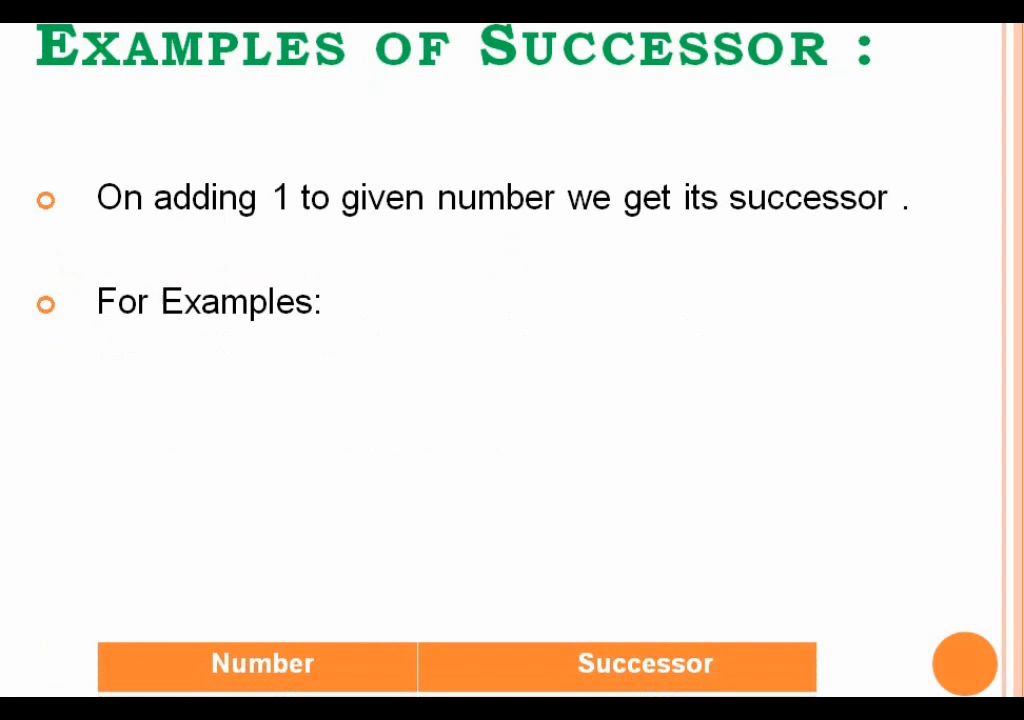 EXAMPLES OF SUCCESSOR :
On adding 1 to given number we get its successor .
For Examples:
Number Successor